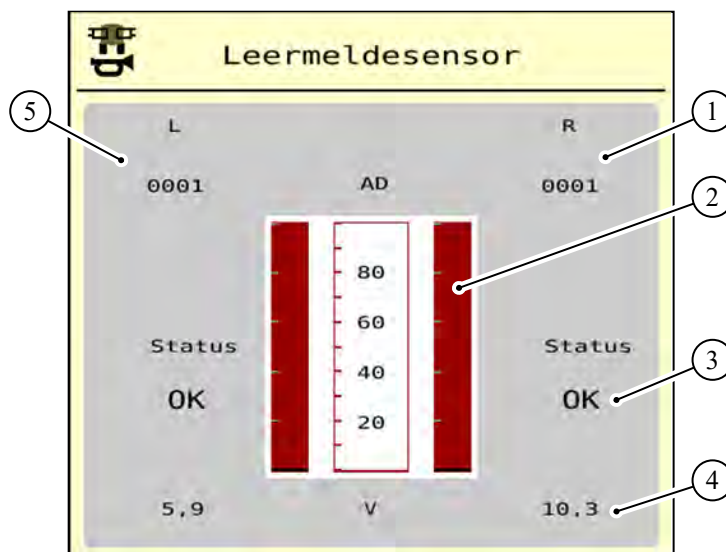 Leermeldesensor
L R
0001 AD 0001
80
60
Status Status
40
OK OK
20
5,9 V 10,3
5
1
2
3
4